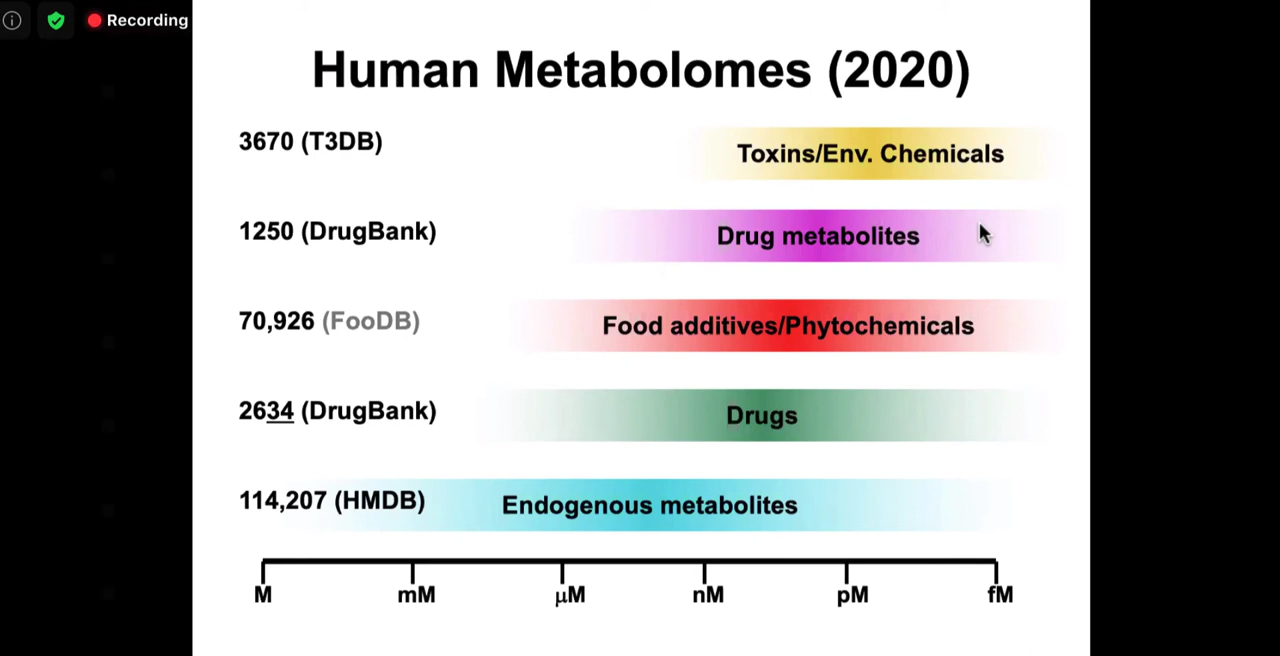 Recording
Human Metabolomes (2020)
3670 (T3DB)
Toxins/Env. Chemicals
1250 (DrugBank)
Drug metabolites
70,926 (FooDB)
Food additives/Phytochemicals
2634 (DrugBank)
Drugs
114,207 (HMDB)
Endogenous metabolites
M mM μM nM pM fM